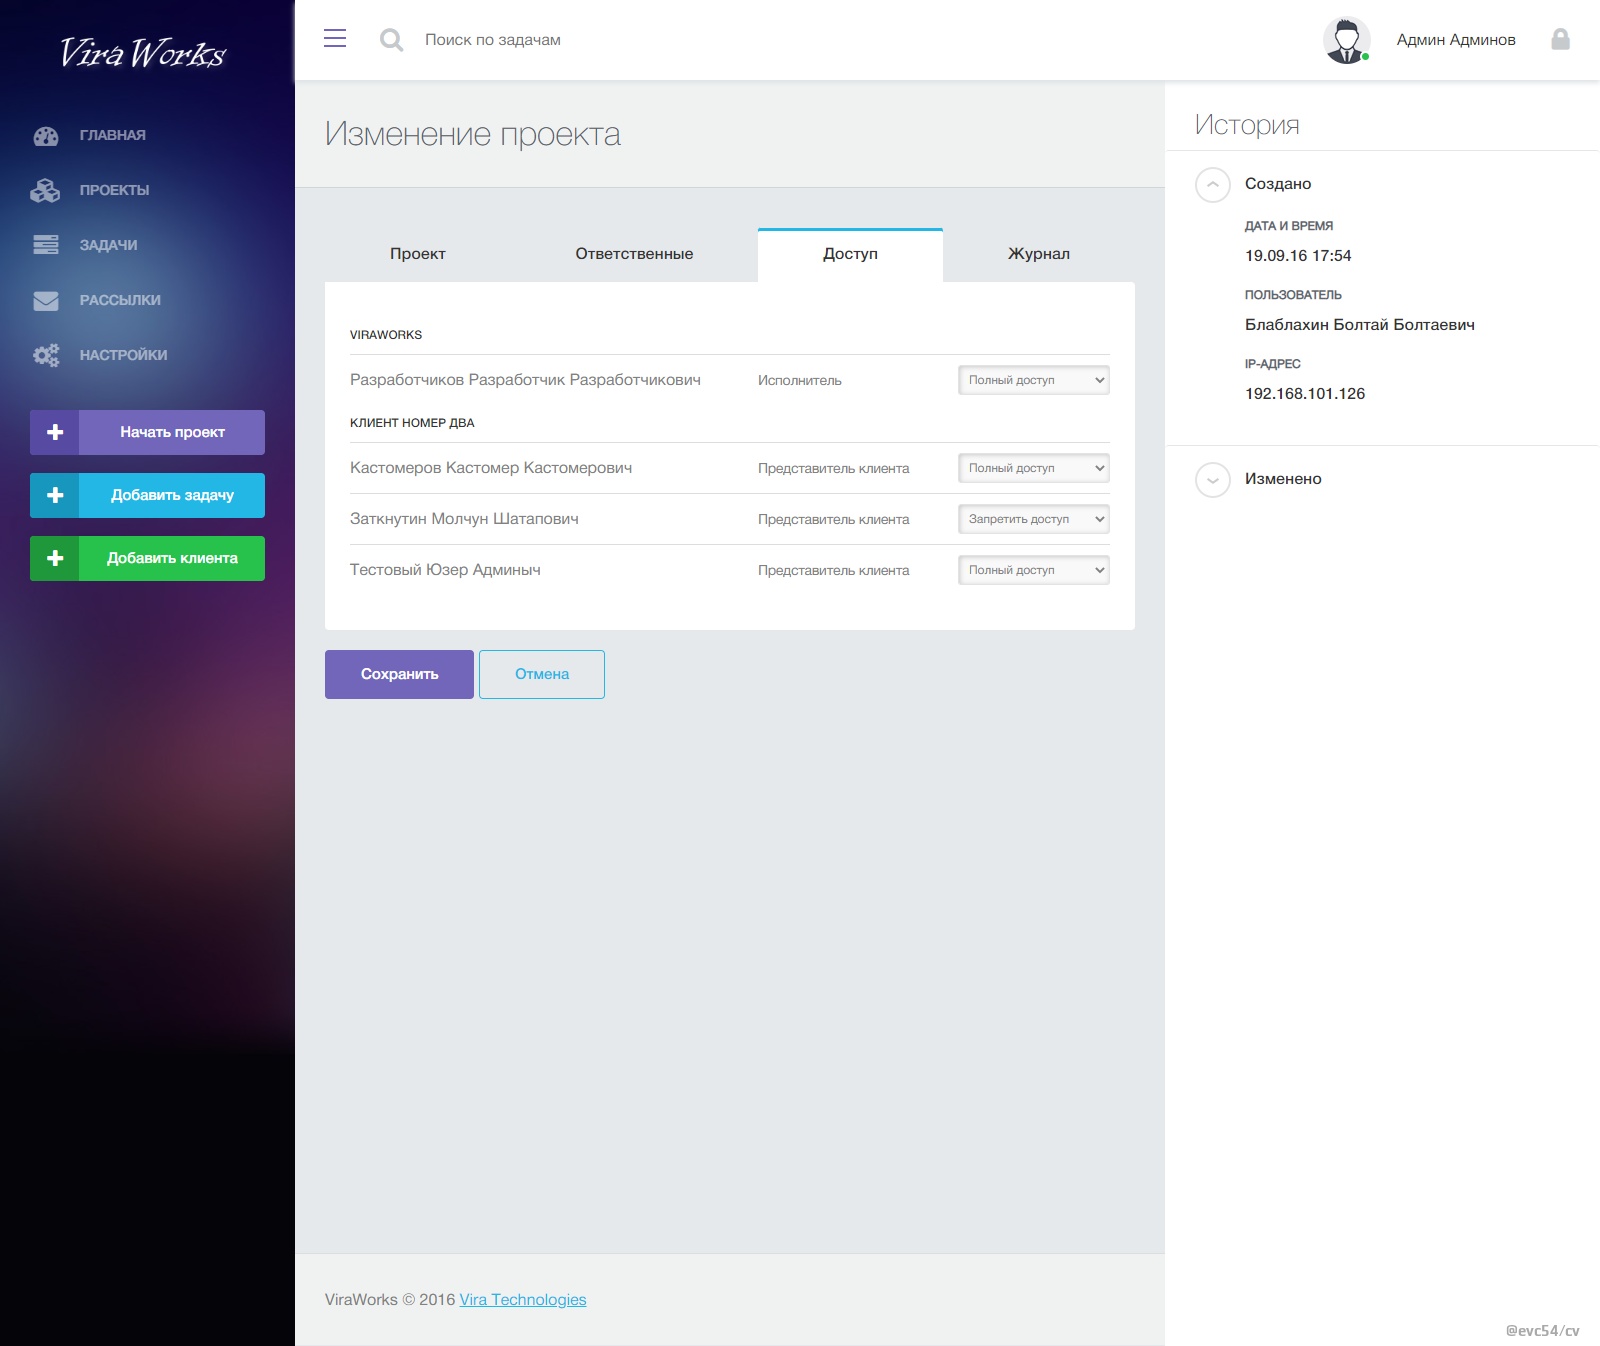 Vira Works
ГЛАВНАЯ
ПРОЕКТЫ
ЗАДАЧИ
РАССЫЛКИ
НАСТРОЙКИ
Начать проект
Добавить задачу
Добавить клиента
Поиск по задачам
Админ Админов
Изменение проекта
Проект
Ответственные
Доступ
Журнал
VIRAWORKS
Разработчиков Разработчик Разработчикович Исполнитель Полный доступ
КЛИЕНТ НОМЕР ДВА
Кастомеров Кастомер Кастомерович Представитель клиента Полный доступ
Заткнутин Молчун Шатапович Представитель клиента Запретить доступ
Тестовый Юзер Админыч Представитель клиента Полный доступ
Сохранить
Отмена
ViraWorks © 2016 Vira Technologies
История
Создано
ДАТА И ВРЕМЯ
19.09.16 17:54
ПОЛЬЗОВАТЕЛЬ
Блаблахин Болтай Болтаевич
IP-АДРЕС
192.168.101.126
Изменено
@evc54/cv